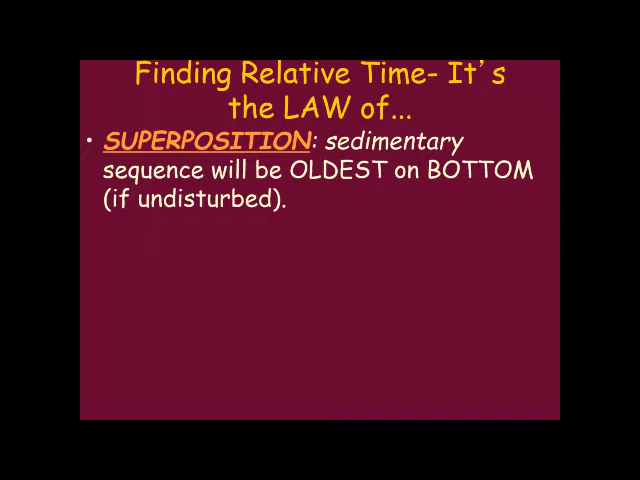 Finding Relative Time- It’s
the LAW of...
• SUPERPOSITION: sedimentary
sequence will be OLDEST on BOTTOM
(if undisturbed).